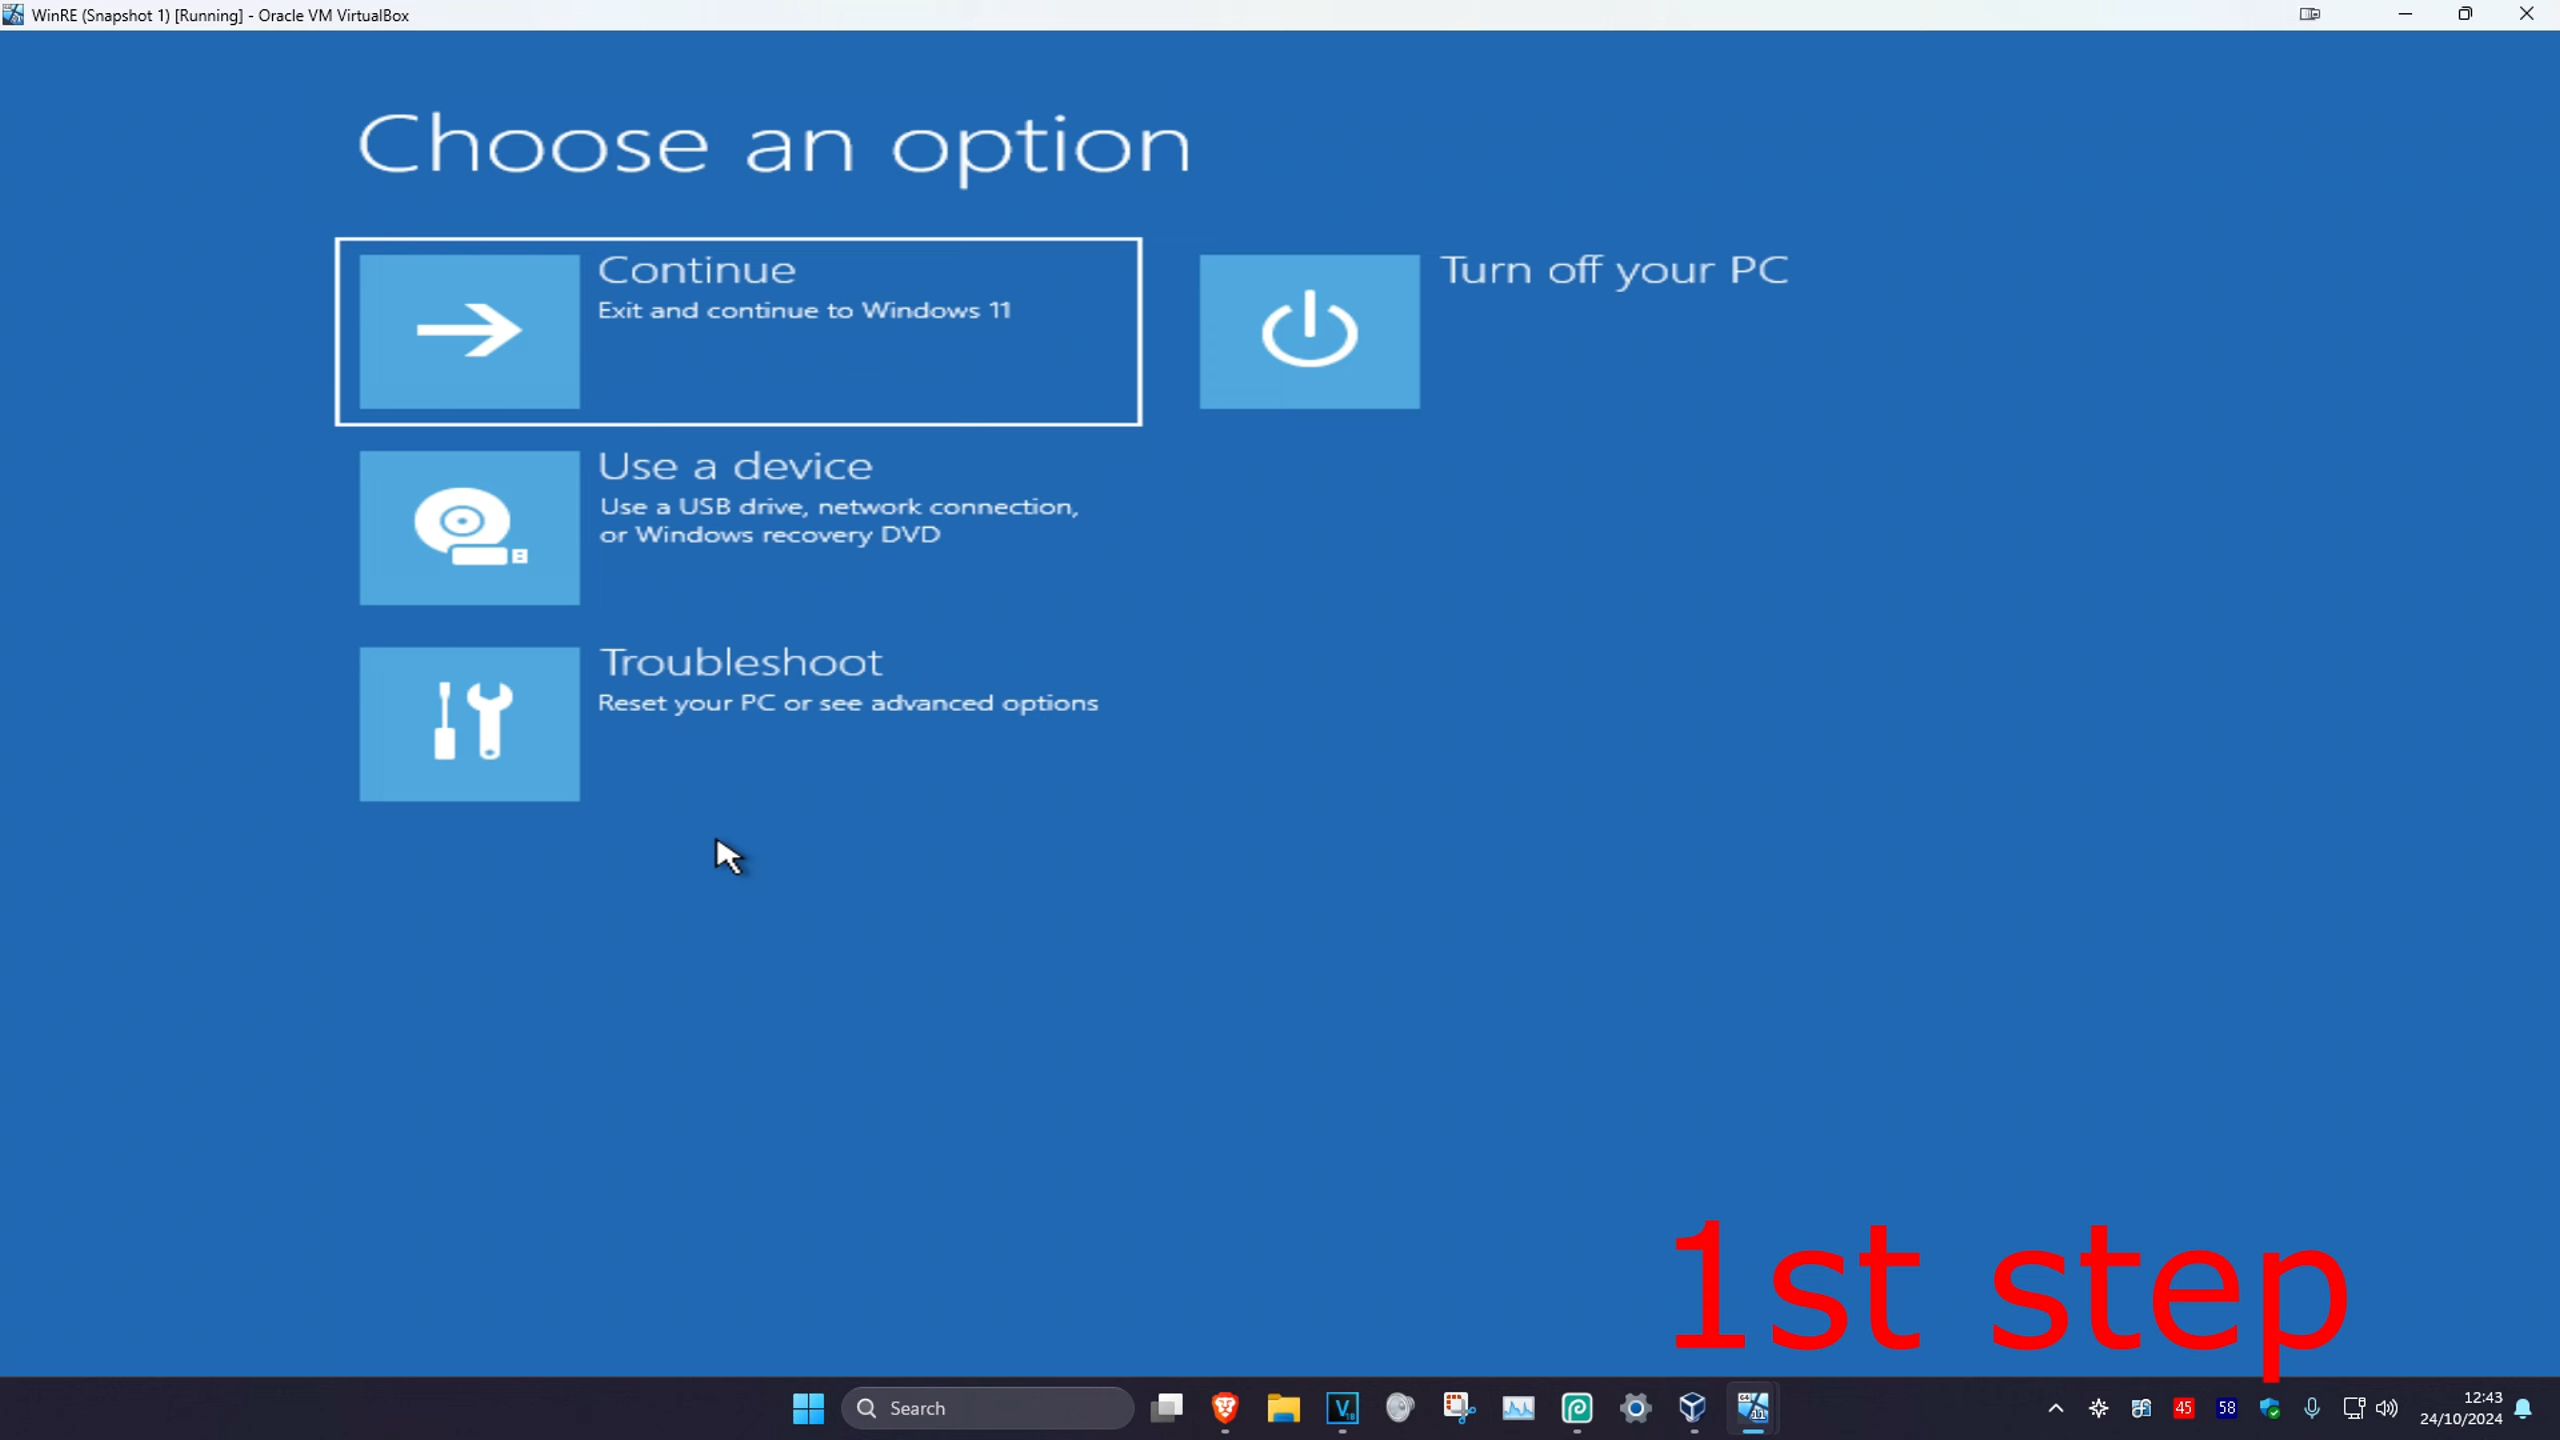 WinRE (Snapshot 1) [Running] - Oracle VM VirtualBox
Choose an option
Continue
Exit and continue to Windows 11
Turn off your PC
Use a device
Use a USB drive, network connection,
or Windows recovery DVD
Troubleshoot
Reset your PC or see advanced options
1st step
Search
45
58
12:43
24/10/2024